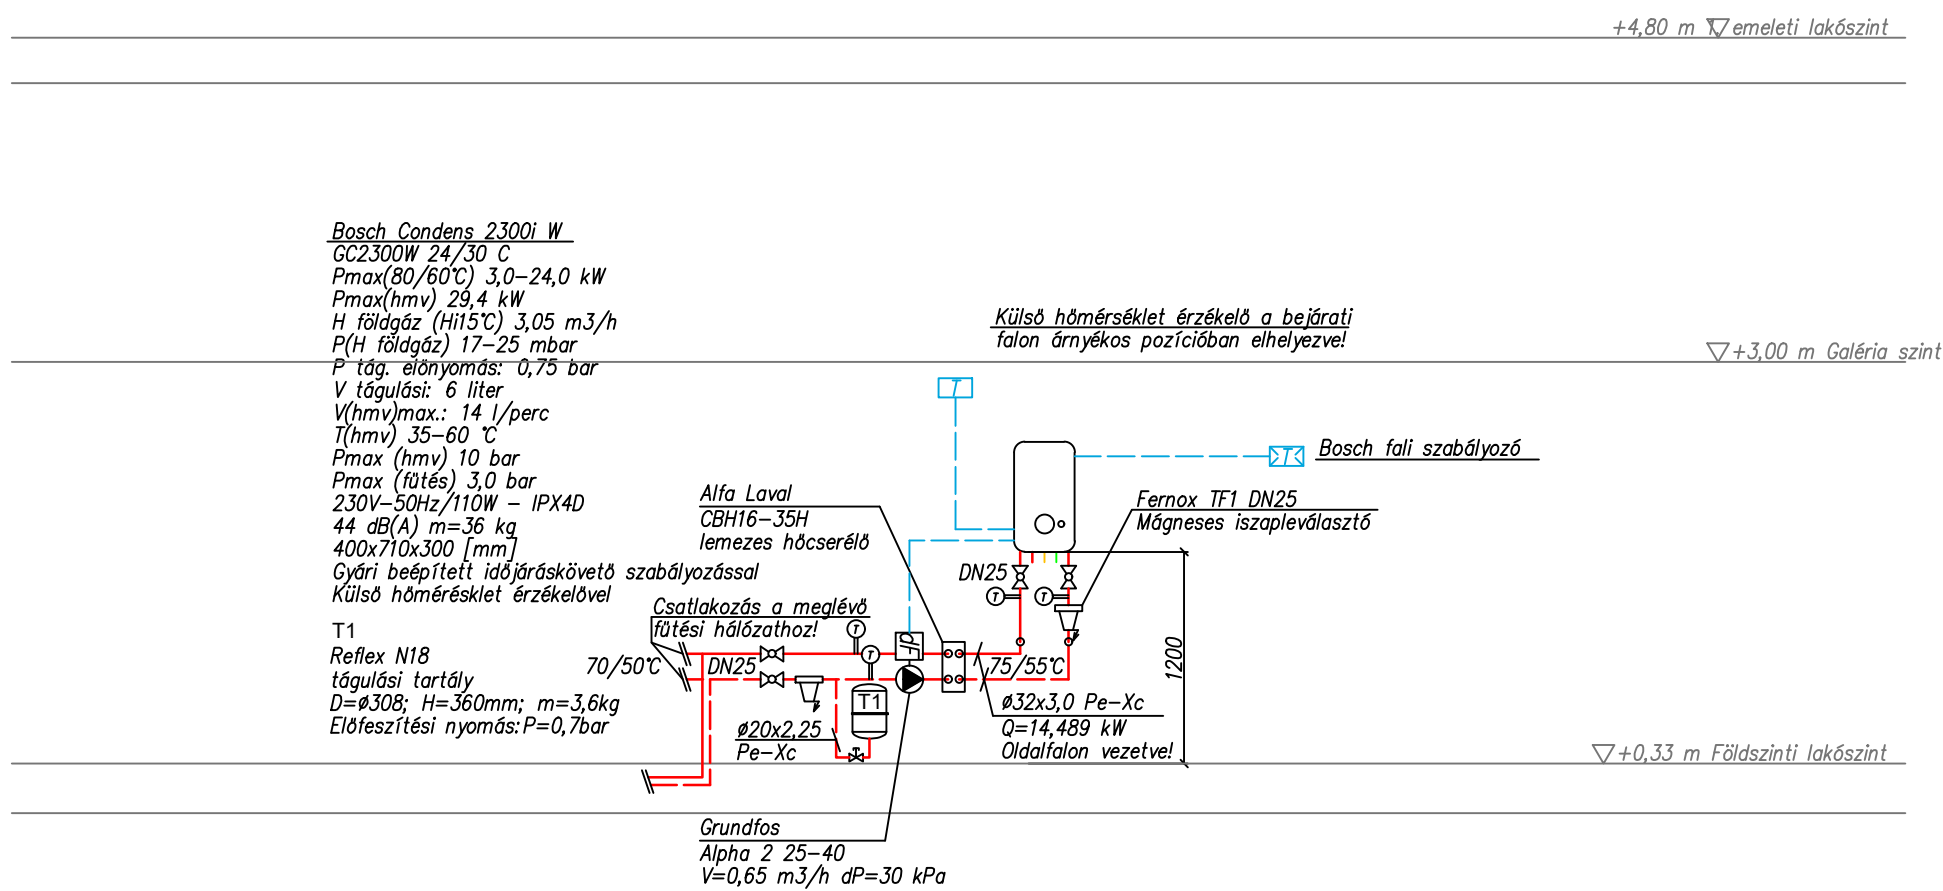 +4,80 m 1. emeleti lakószint
Bosch Condens 2300i W
GC2300W 24/30 C
Pmax(80/60°C) 3,0-24,0 kW
Pmax(hmv) 29,4 kW
H földgáz (Hi15°C) 3,05 m3/h
P(H földgáz) 17-25 mbar
P tág. előnyomás: 0,75 bar
V tágulási: 6 liter
V(hmv)max.: 14 l/perc
T(hmv) 35-60 °C
Pmax (hmv) 10 bar
Pmax (fűtés) 3,0 bar
230V-50Hz/110W - IPX4D
44 dB(A) m=36 kg
400x710x300 [mm]
Gyári beépített időjáráskövető szabályozással
Külső hőmérésklet érzékelővel
T1
Reflex N18
tágulási tartály
D=ø308; H=360mm; m=3,6kg
Előfeszítési nyomás:P=0,7bar
Külső hőmérséklet érzékelő a bejárati
falon árnyékos pozícióban elhelyezve!
+3,00 m Galéria szint
T
T
Bosch fali szabályozó
Alfa Laval
CBH16-35H
lemezes hőcserélő
Fernox TF1 DN25
Mágneses iszapleválasztó
DN25
T
T
Csatlakozás a meglévő
fűtési hálózathoz!
T
T
dp
70/50°C
DN25
75/55°C
1200
T1
ø20x2,25
Pe-Xc
ø32x3,0 Pe-Xc
Q=14,489 kW
Oldalfalon vezetve!
+0,33 m Földszinti lakószint
Grundfos
Alpha 2 25-40
V=0,65 m3/h dP=30 kPa